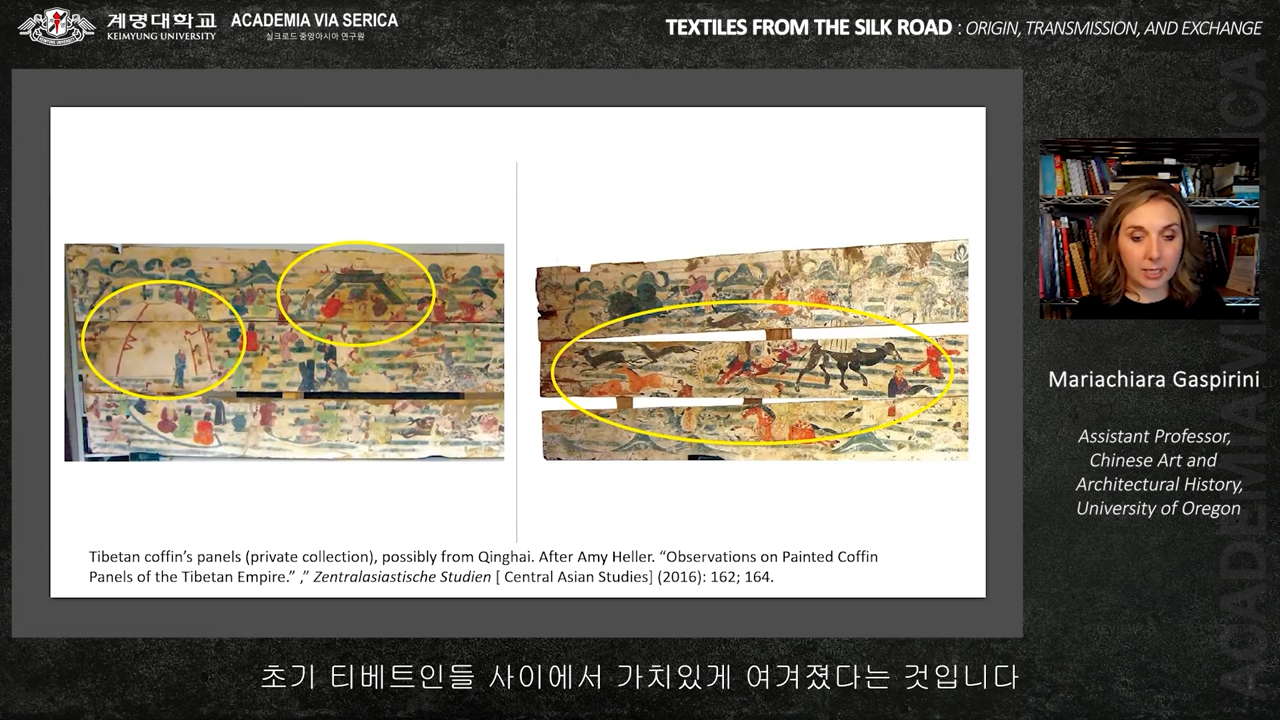 계명대학교
KEIMYUNG UNIVERSITY
ACADEMIA VIA SERICA
실크로드 중앙아시아 연구원
TEXTILES FROM THE SILK ROAD : ORIGIN, TRANSMISSION, AND EXCHANGE
Mariachiara Gasparini
Assistant Professor,
Chinese Art and
Architectural History,
University of Oregon
Tibetan coffin’s panels (private collection), possibly from Qinghai. After Amy Heller. “Observations on Painted Coffin
Panels of the Tibetan Empire.” ,” Zentralasiastische Studien [ Central Asian Studies] (2016): 162; 164.
초기 티베트인들 사이에서 가치있게 여겨졌다는 것입니다
ACADEMIA VIA SERICA